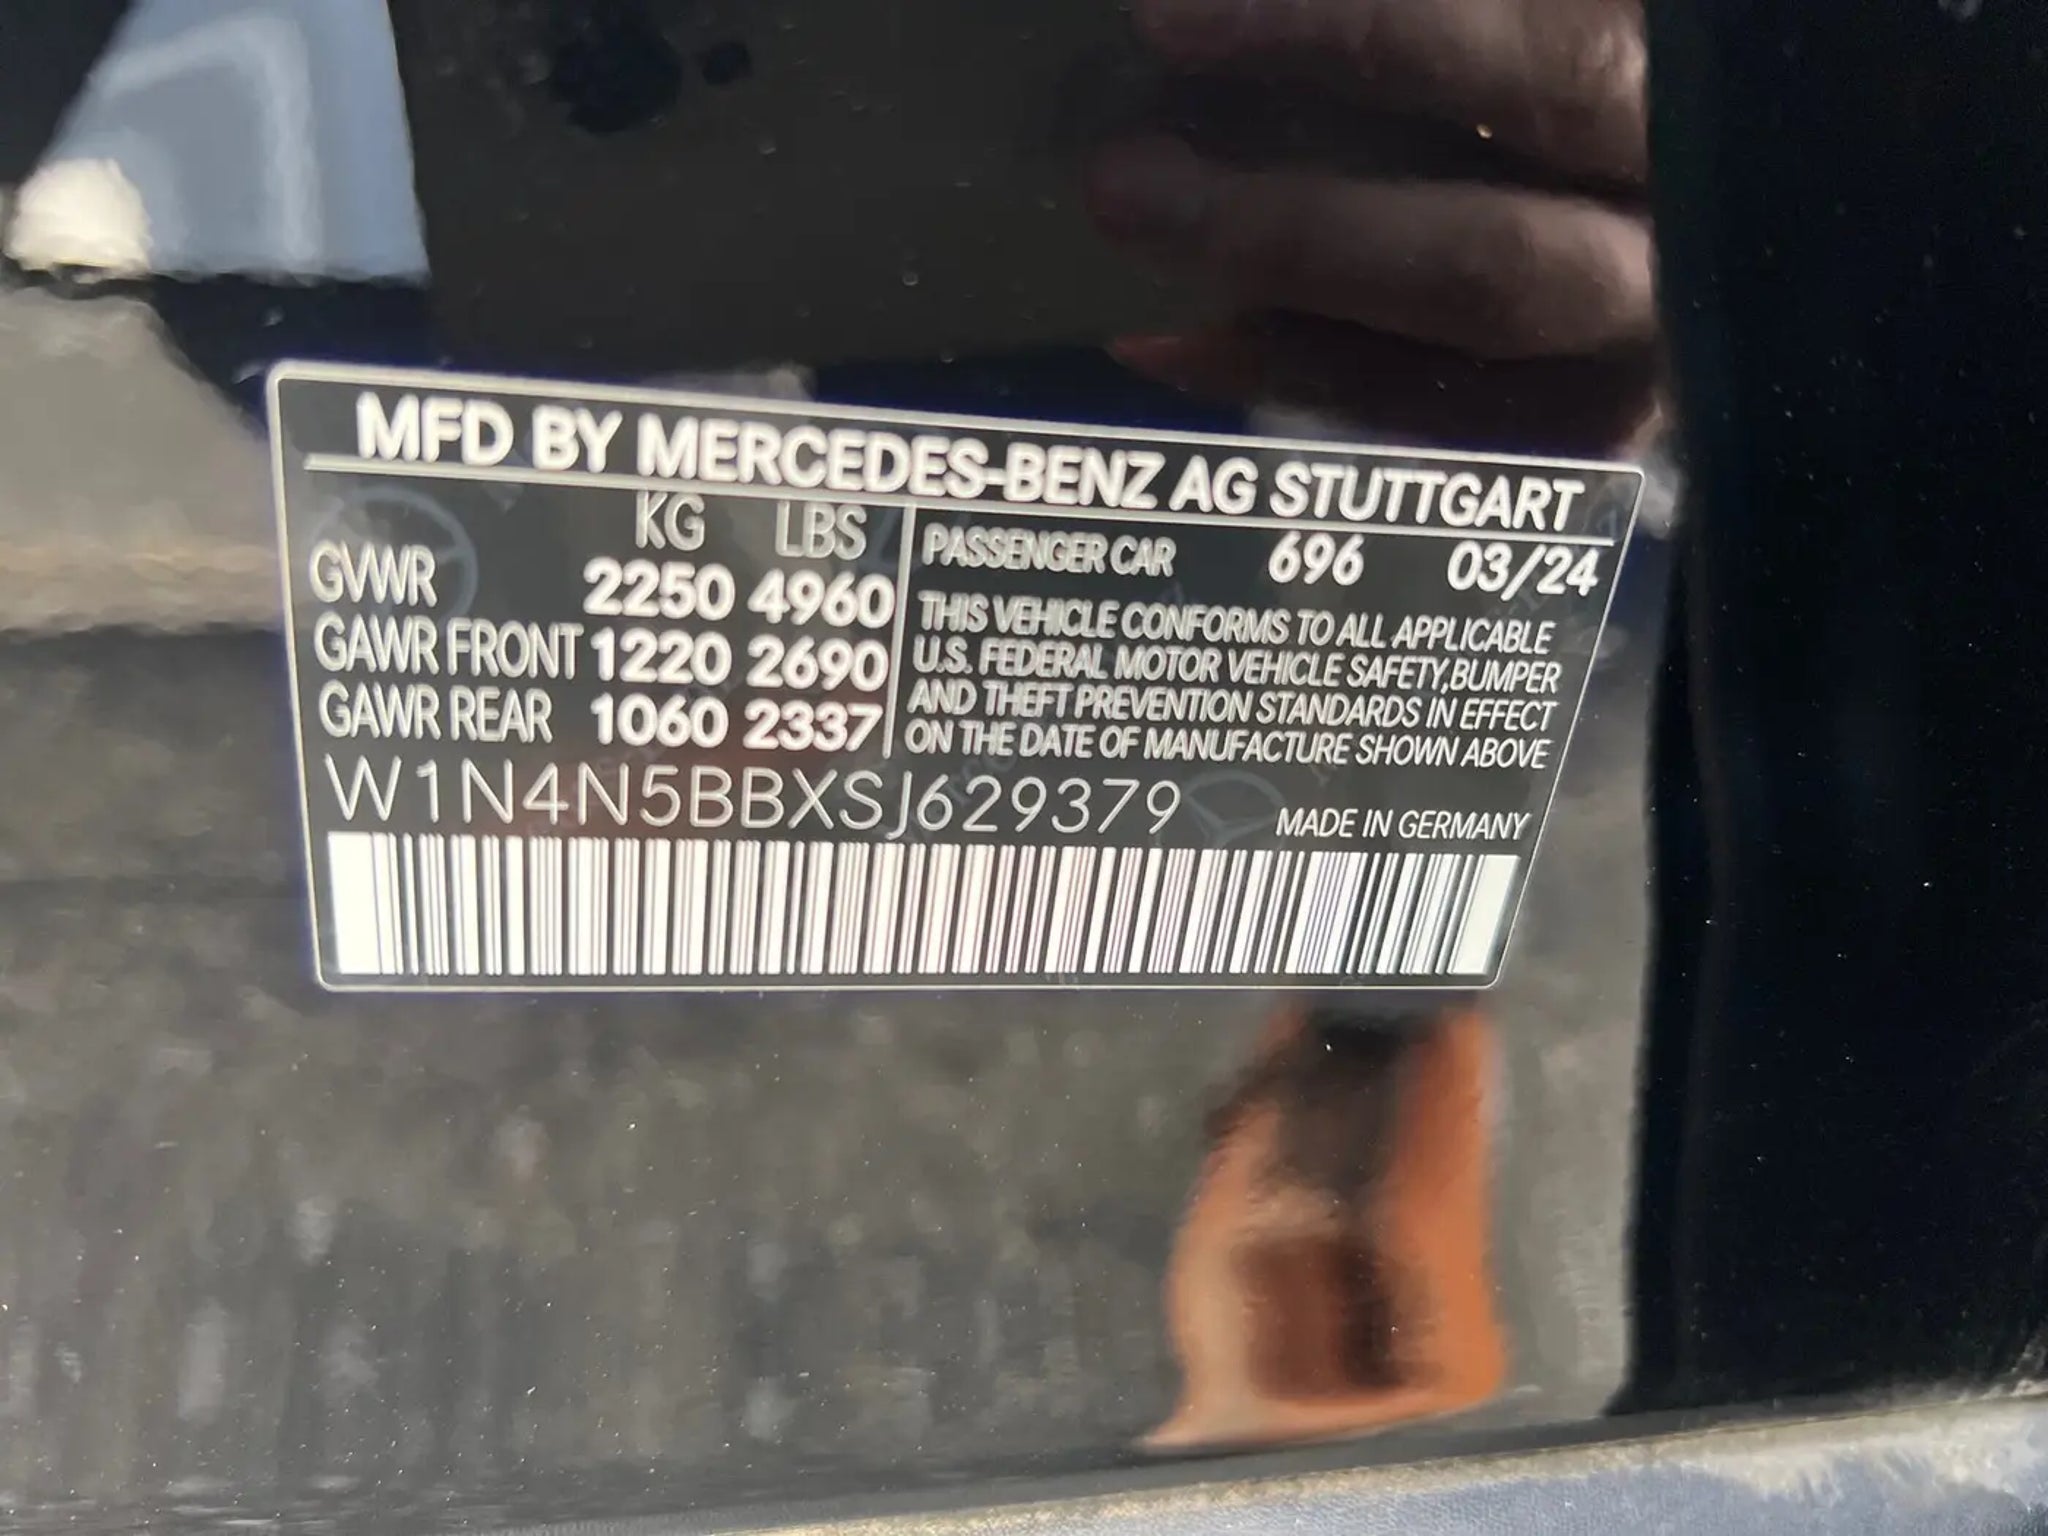 MFD BY MERCEDES-BENZ AG STUTTGART
KG LBS
GVWR 2250 4960
GAWR FRONT 1220 2690
GAWR REAR 1060 2337
PASSENGER CAR 696 03/24
THIS VEHICLE CONFORMS TO ALL APPLICABLE
U.S. FEDERAL MOTOR VEHICLE SAFETY,BUMPER
AND THEFT PREVENTION STANDARDS IN EFFECT
ON THE DATE OF MANUFACTURE SHOWN ABOVE
W1N4N5BBXSJ629379
MADE IN GERMANY